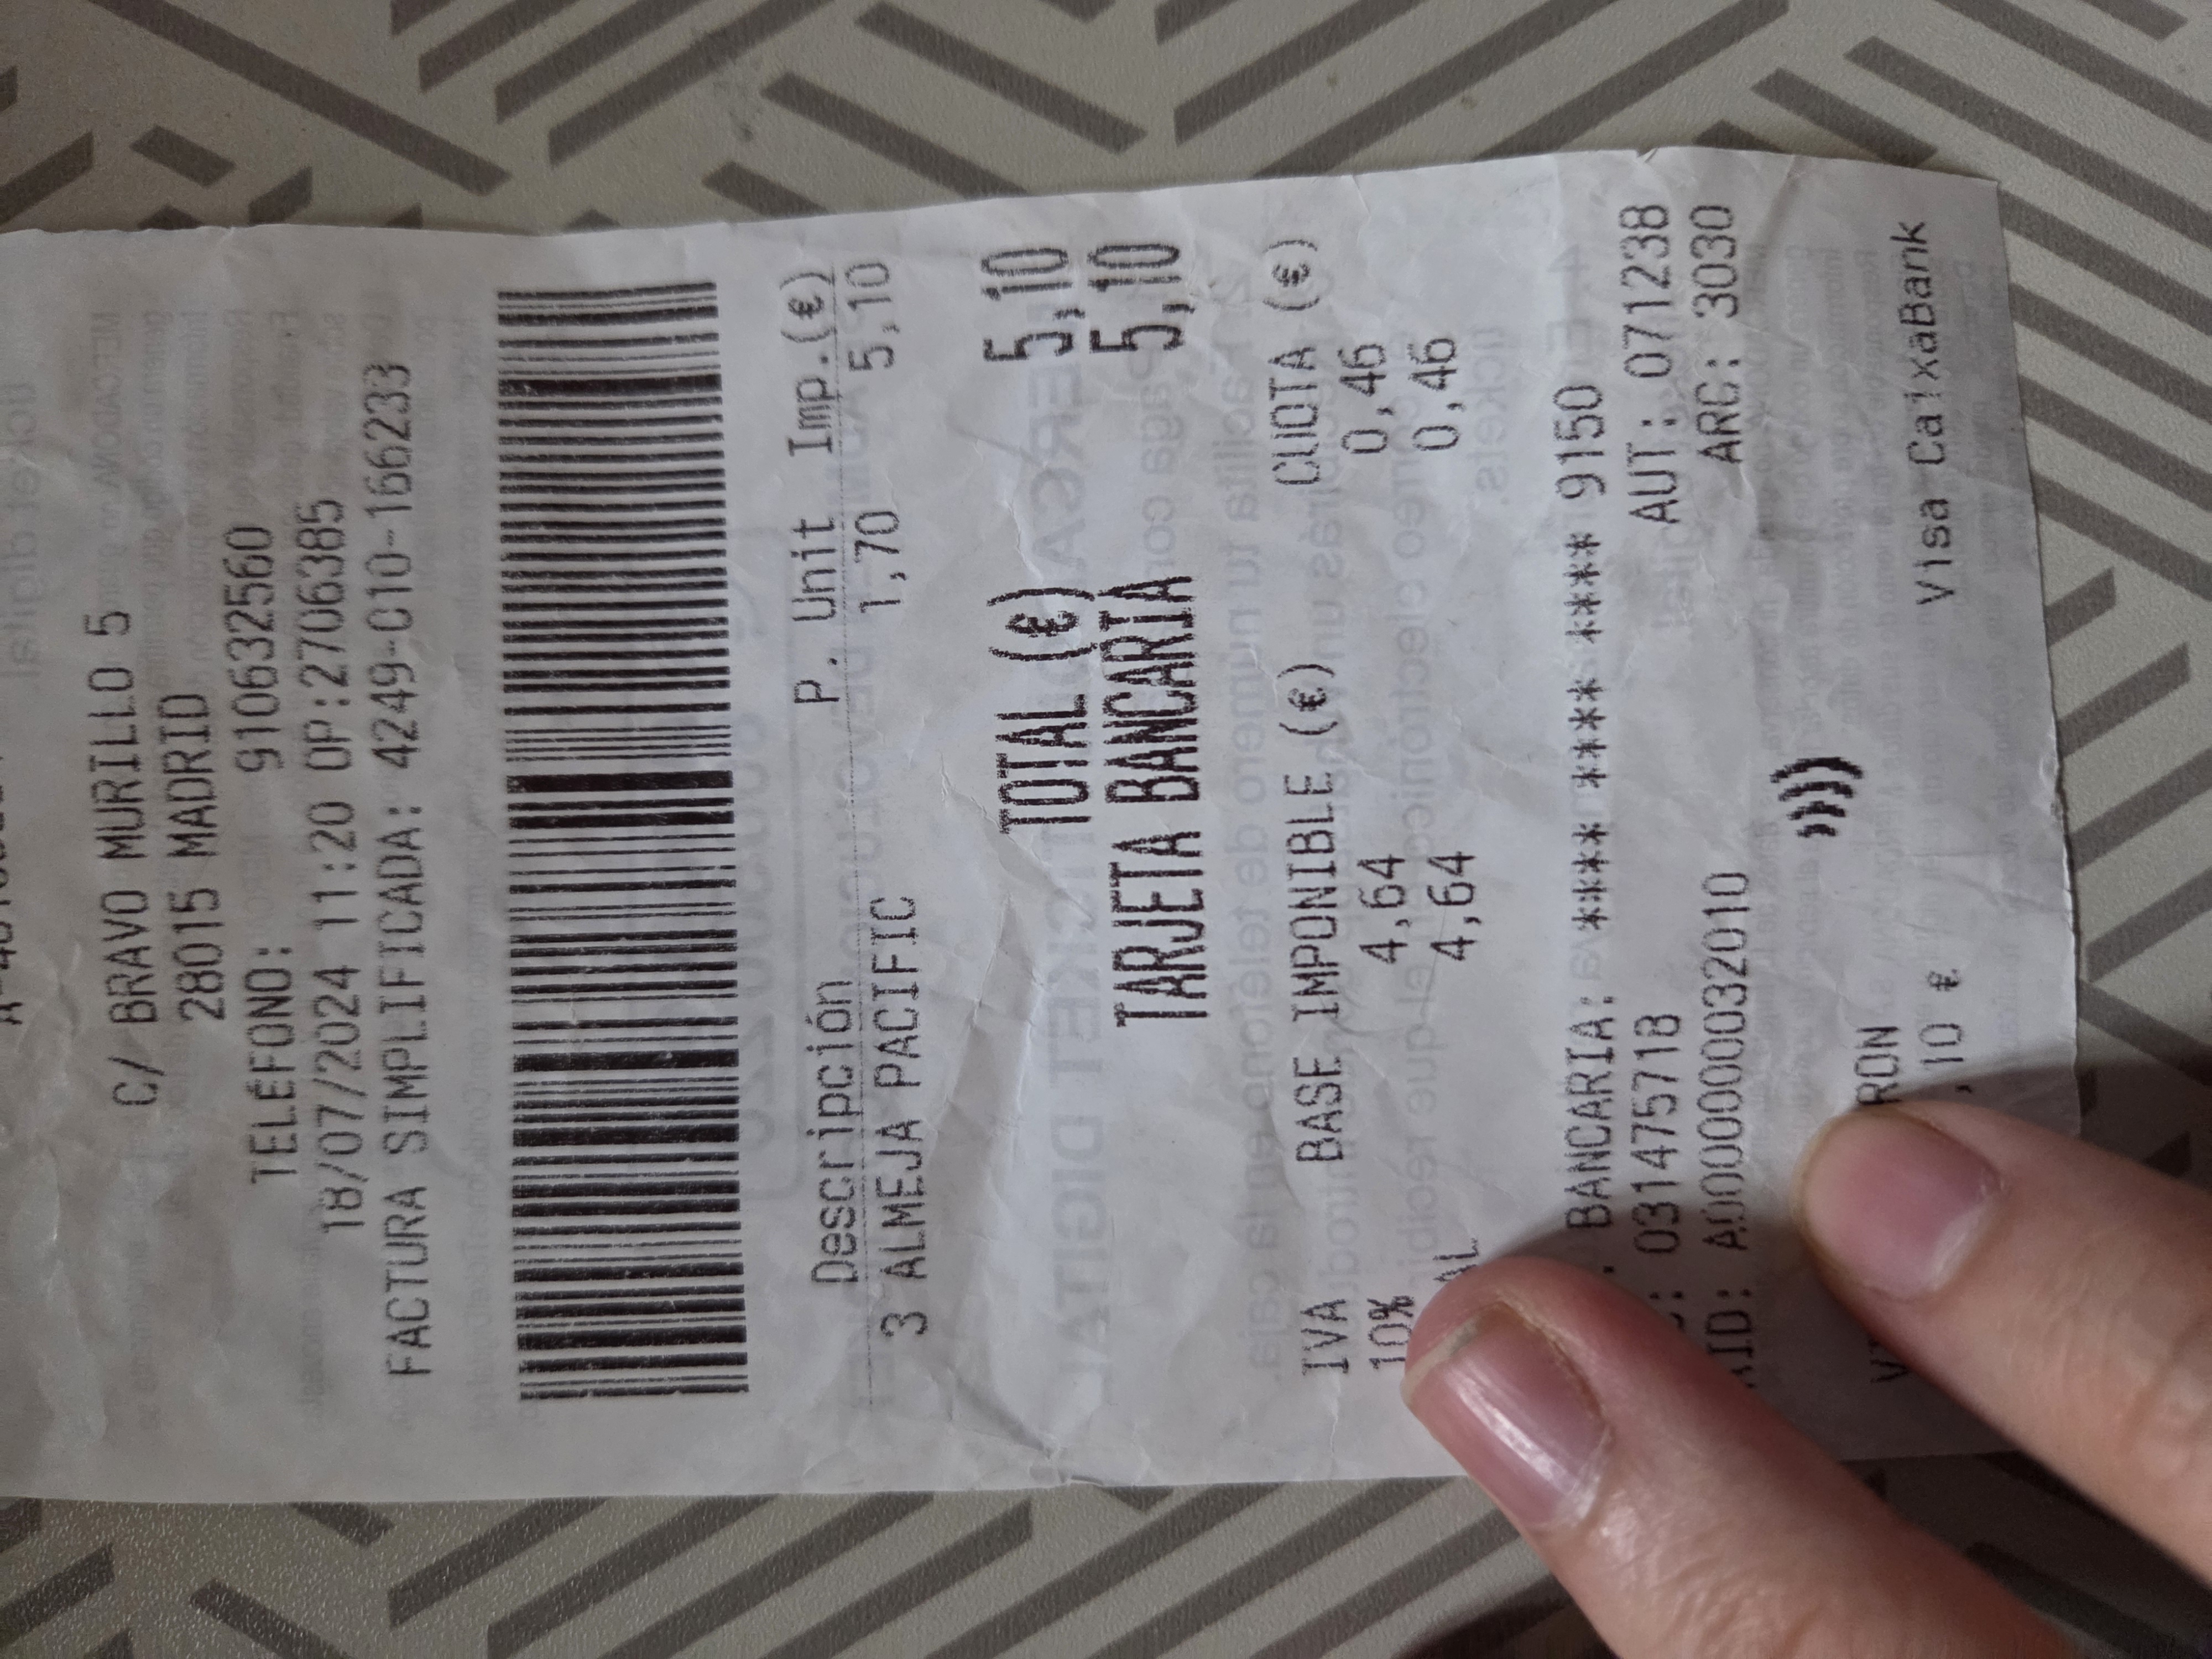 C/ BRAVO MURILLO 5
28015 MADRID
TELÉFONO: 910632560
18/07/2024 11:20 OP:2706385
FACTURA SIMPLIFICADA: 4249-010-166233
Descripción P. Unit Imp.(€)
3 ALMEJA PACIFIC 1,70 5,10
TOTAL (€) 5,10
TARJETA BANCARIA 5,10
IVA BASE IMPONIBLE (€) CUOTA (€)
10% 4,64 0,46
AL 4,64 0,46
. BANCARIA: **** **** **** 9150
: 031475718 AUT: 071238
AID: A0000000032010 ARC: 3030
RON
,10 € Visa CaixaBank